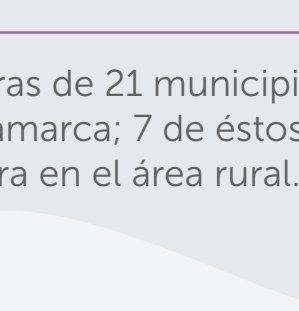 ras de 21 municipi
amarca; 7 de éstos
ra en el área rural.